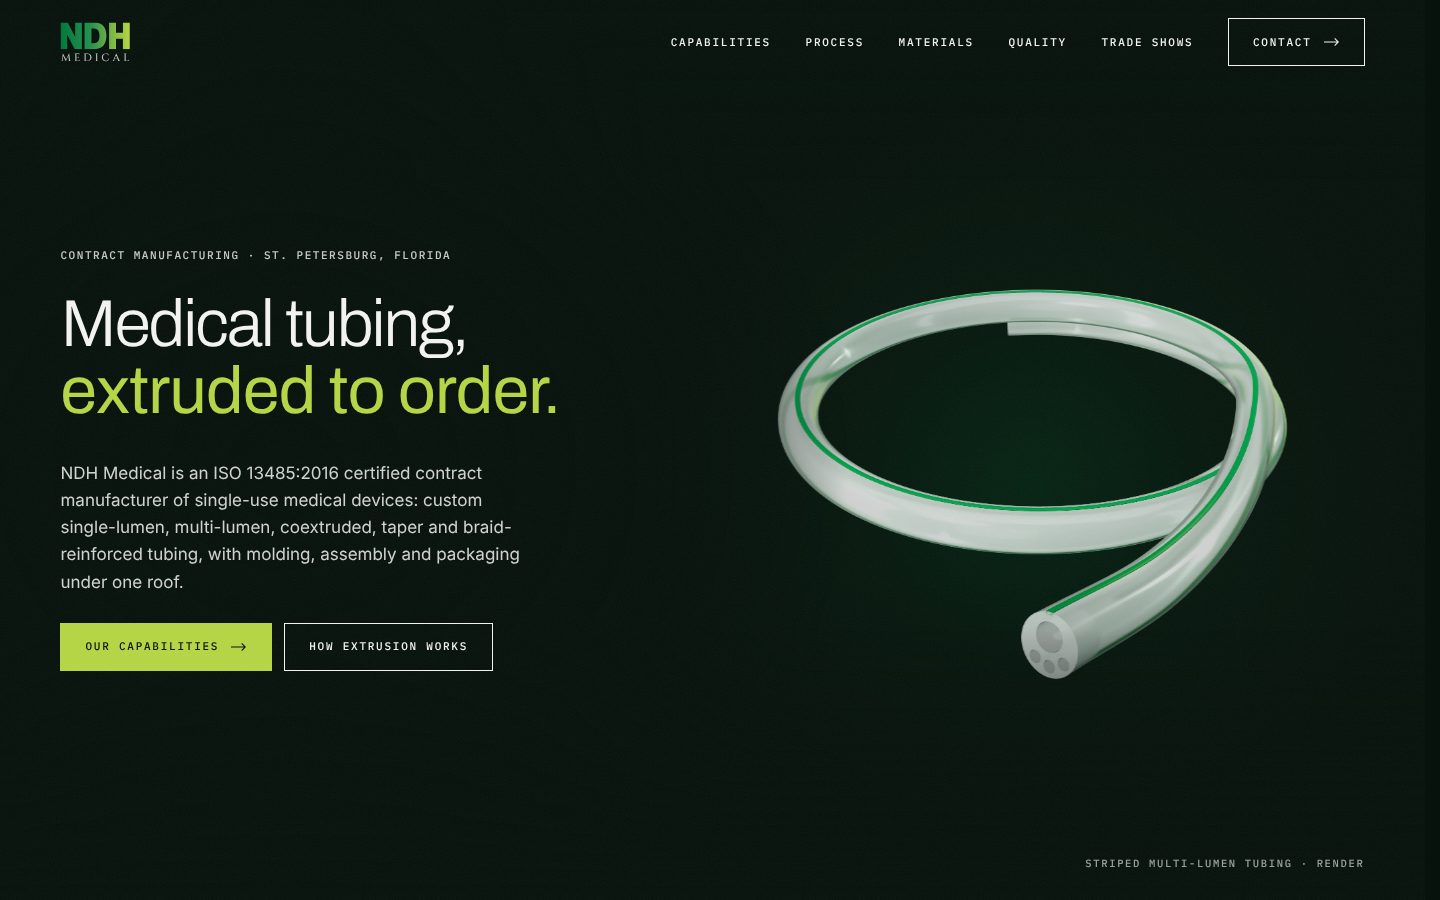 NDH
MEDICAL
CAPABILITIES PROCESS MATERIALS QUALITY TRADE SHOWS CONTACT →
CONTRACT MANUFACTURING · ST. PETERSBURG, FLORIDA
Medical tubing,
extruded to order.
NDH Medical is an ISO 13485:2016 certified contract
manufacturer of single-use medical devices: custom
single-lumen, multi-lumen, coextruded, taper and braid-
reinforced tubing, with molding, assembly and packaging
under one roof.
OUR CAPABILITIES → HOW EXTRUSION WORKS
STRIPED MULTI-LUMEN TUBING · RENDER